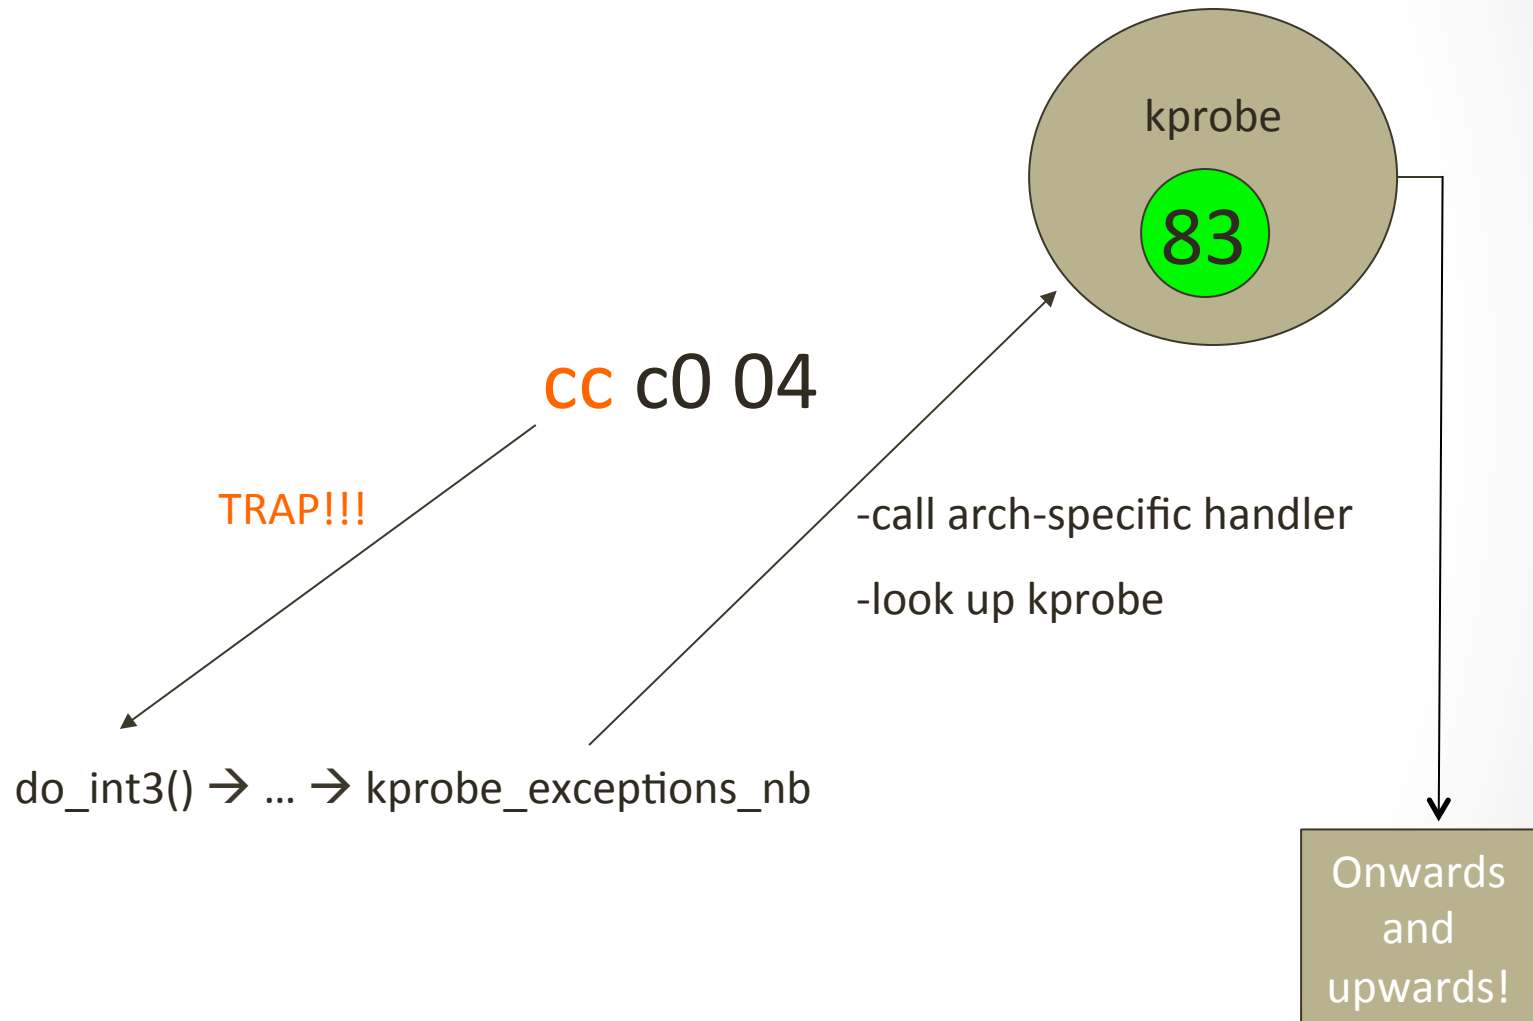 kprobe
83
cc c0 04
TRAP!!!
-call arch-specific handler
-look up kprobe
do_int3() → ... → kprobe_exceptions_nb
Onwards
and
upwards!